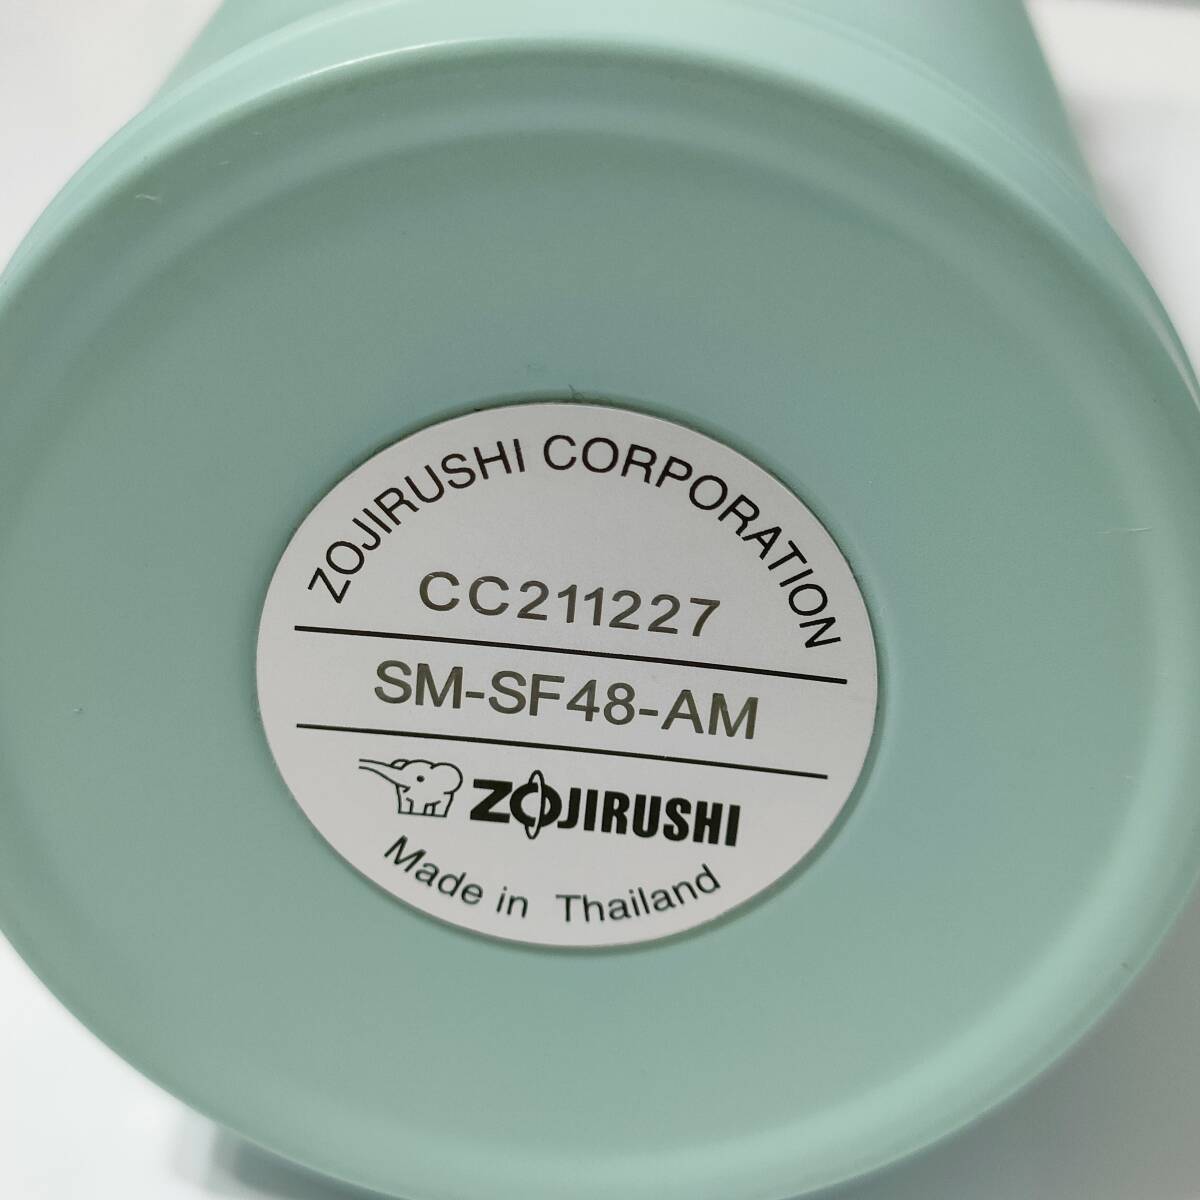 ZOJIRUSHI CORPORATION
CC211227
SM-SF48-AM
ZOJIRUSHI
Made in Thailand